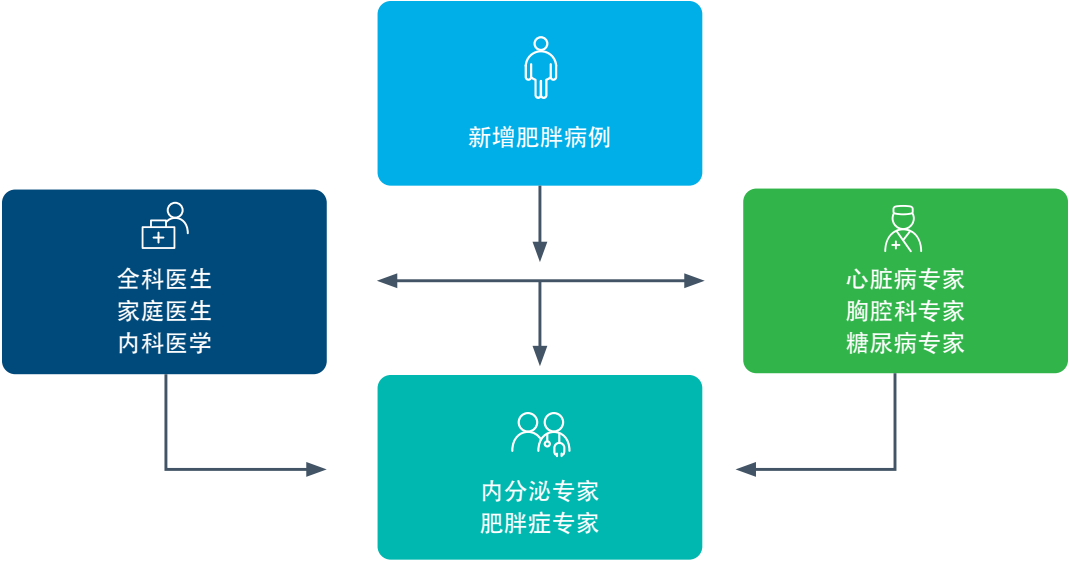 新增肥胖病例
全科医生
家庭医生
内科医学
心脏病专家
胸腔科专家
糖尿病专家
内分泌专家
肥胖症专家